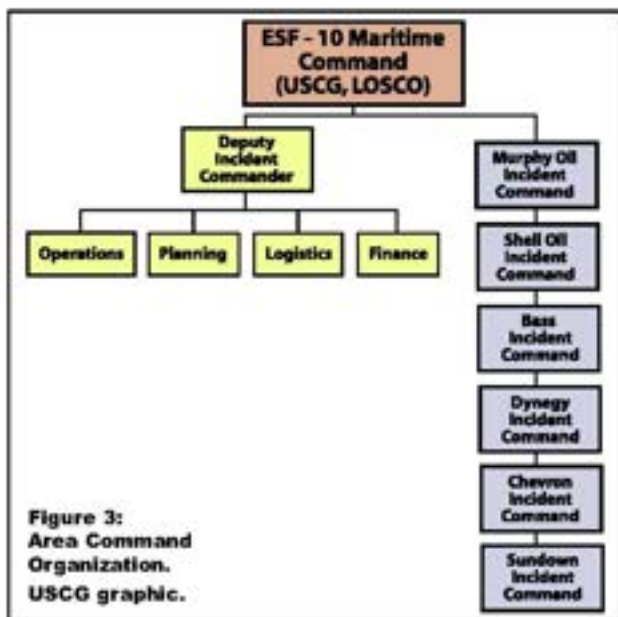 ESF - 10 Maritime
Command
(USCG, LOSCO)
Deputy
Incident
Commander
Operations
Planning
Logistics
Finance
Murphy Oil
Incident
Command
Shell Oil
Incident
Command
Bass
Incident
Command
Dynegy
Incident
Command
Chevron
Incident
Command
Sundown
Incident
Command
Figure 3:
Area Command
Organization.
USCG graphic.